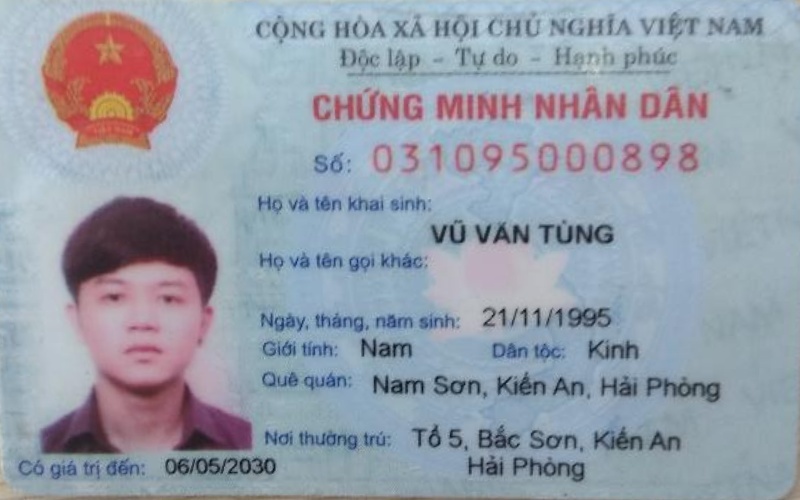 CỘNG HÒA XÃ HỘI CHỦ NGHĨA VIỆT NAM
Độc lập - Tự do - Hạnh phúc
CHỨNG MINH NHÂN DÂN
Số: 031095000898
Họ và tên khai sinh:
VŨ VĂN TÙNG
Họ và tên gọi khác:
Ngày, tháng, năm sinh: 21/11/1995
Giới tính: Nam Dân tộc: Kinh
Quê quán: Nam Sơn, Kiến An, Hải Phòng
Nơi thường trú: Tổ 5, Bắc Sơn, Kiến An
Hải Phòng
Có giá trị đến: 06/05/2030